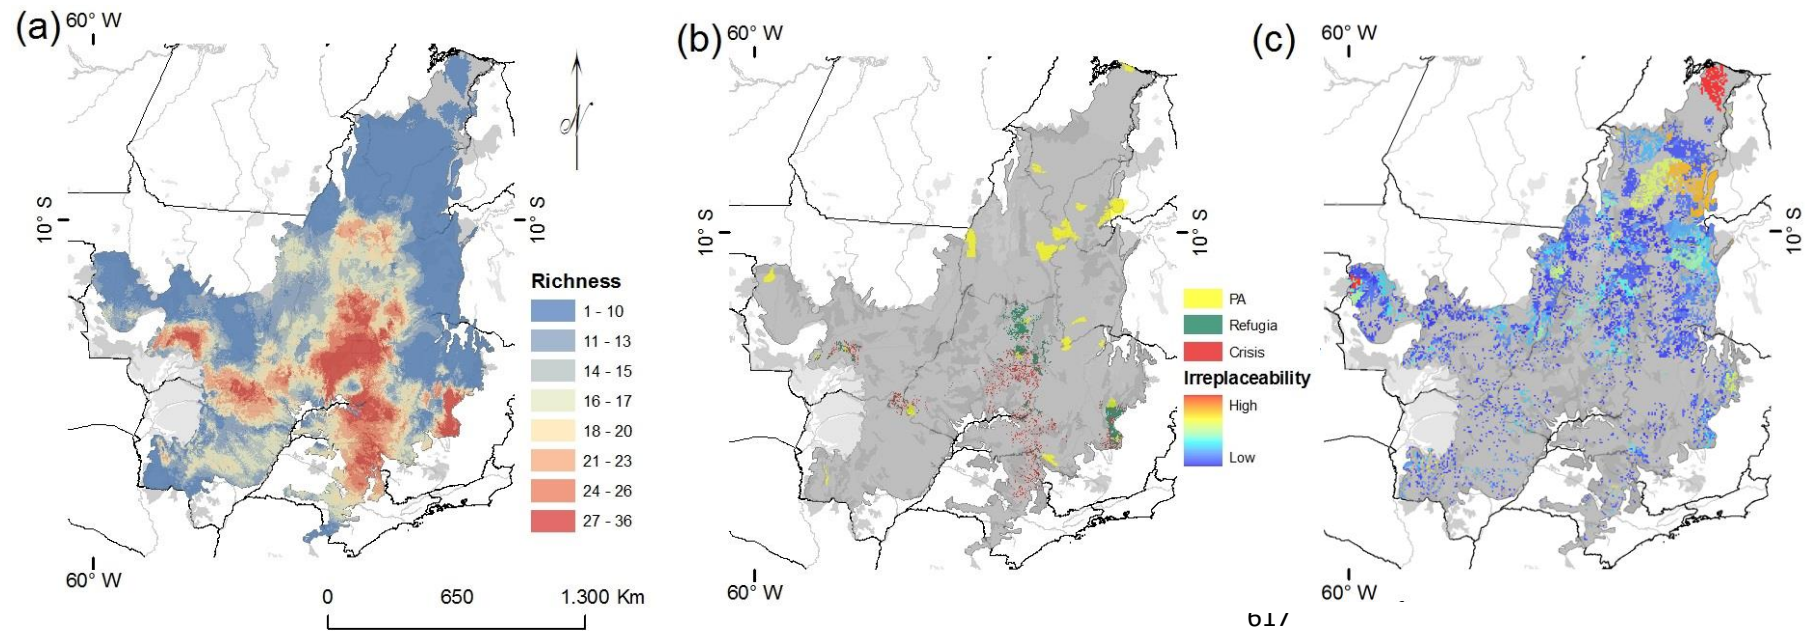 (a)
60° W
10° S
10° S
N
Richness
1 - 10
11 - 13
14 - 15
16 - 17
18 - 20
21 - 23
24 - 26
27 - 36
60° W
0 650 1.300 Km
(b)
60° W
10° S
10° S
PA
Refugia
Crisis
Irreplaceability
High
Low
60° W
(c)
60° W
10° S
60° W
617